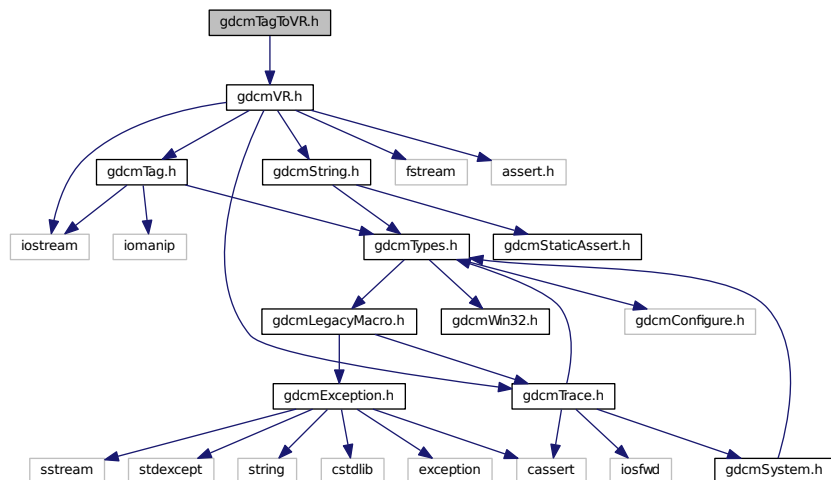 gdcmTagToVR.h
gdcmVR.h
gdcmTag.h
gdcmString.h
fstream
assert.h
iostream
iomanip
gdcmTypes.h
gdcmStaticAssert.h
gdcmLegacyMacro.h
gdcmWin32.h
gdcmConfigure.h
gdcmException.h
gdcmTrace.h
sstream
stdexcept
string
cstdlib
exception
cassert
iosfwd
gdcmSystem.h